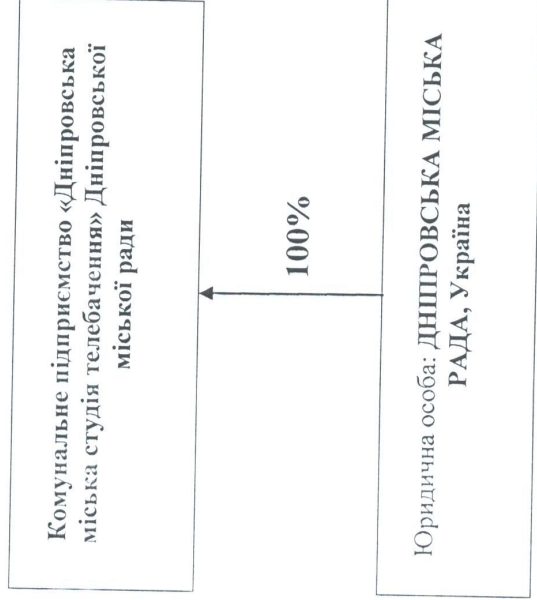 Комунальне підприємство «Дніпровська
міська студія телебачення» Дніпровської
міської ради
100%
Юридична особа: ДНІПРОВСЬКА МІСЬКА
РАДА, Україна